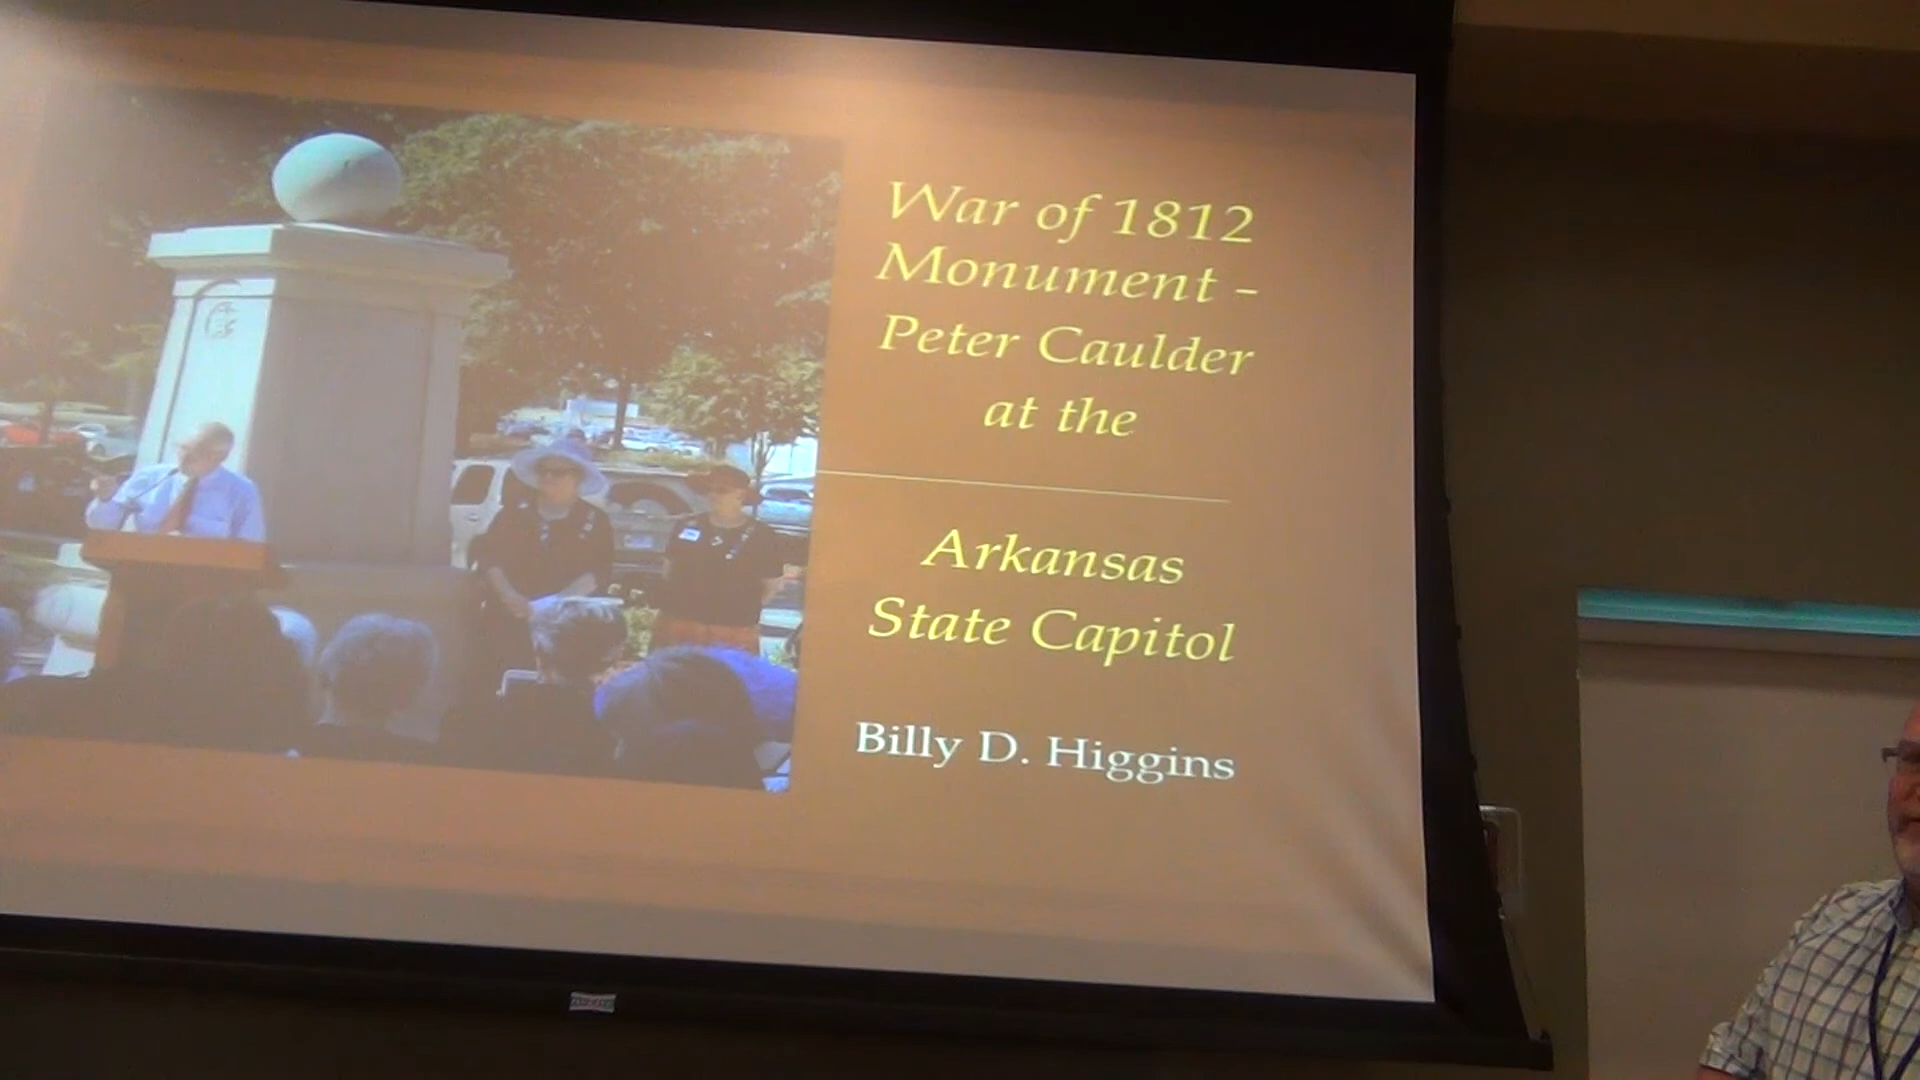 War of 1812
Monument –
Peter Caulder
at the
Arkansas
State Capitol
Billy D. Higgins